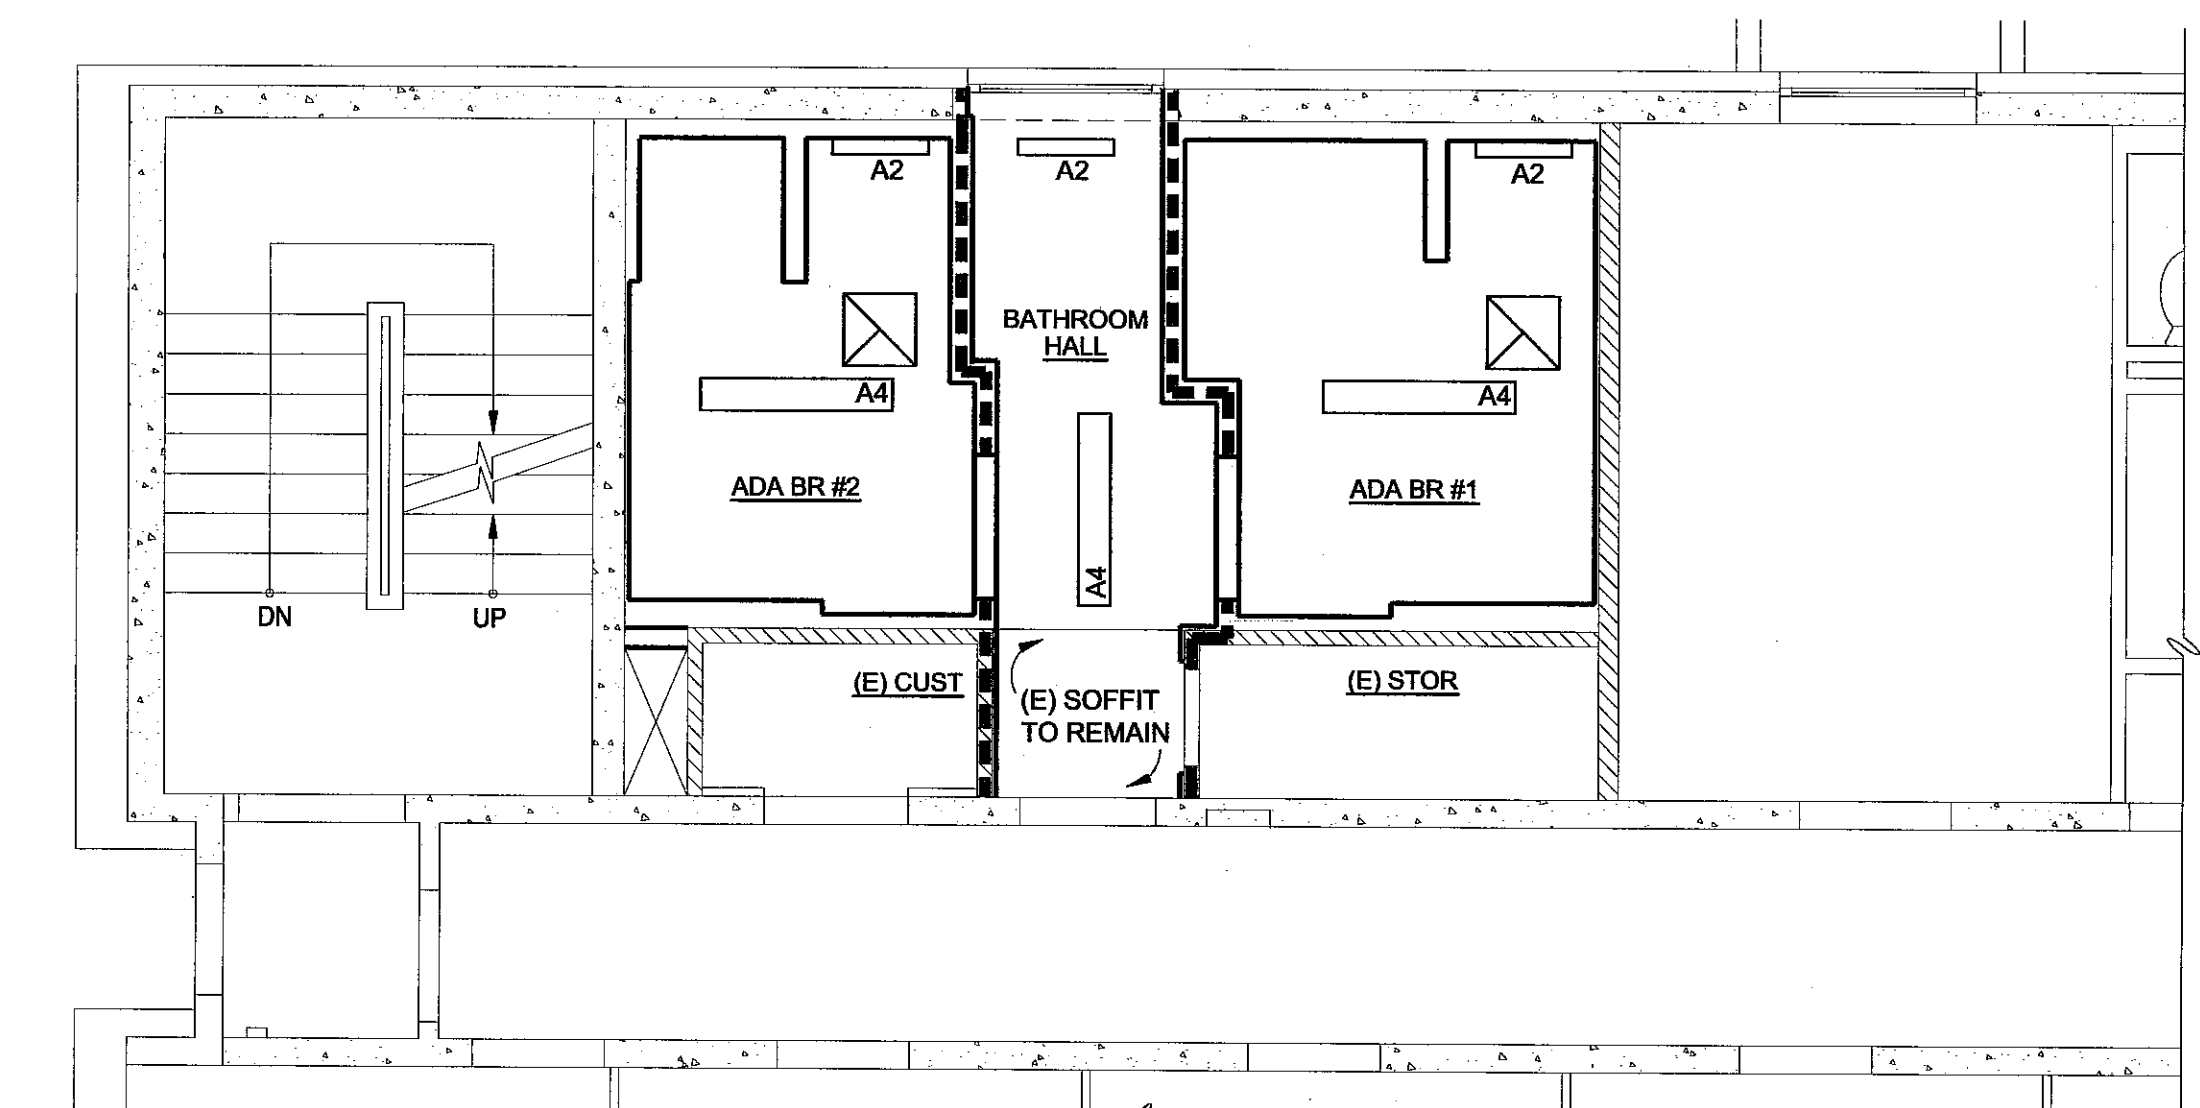 A2
A2
A2
BATHROOM
HALL
A4
A4
ADA BR #2
ADA BR #1
A4
DN
UP
(E) CUST
(E) SOFFIT
TO REMAIN
(E) STOR